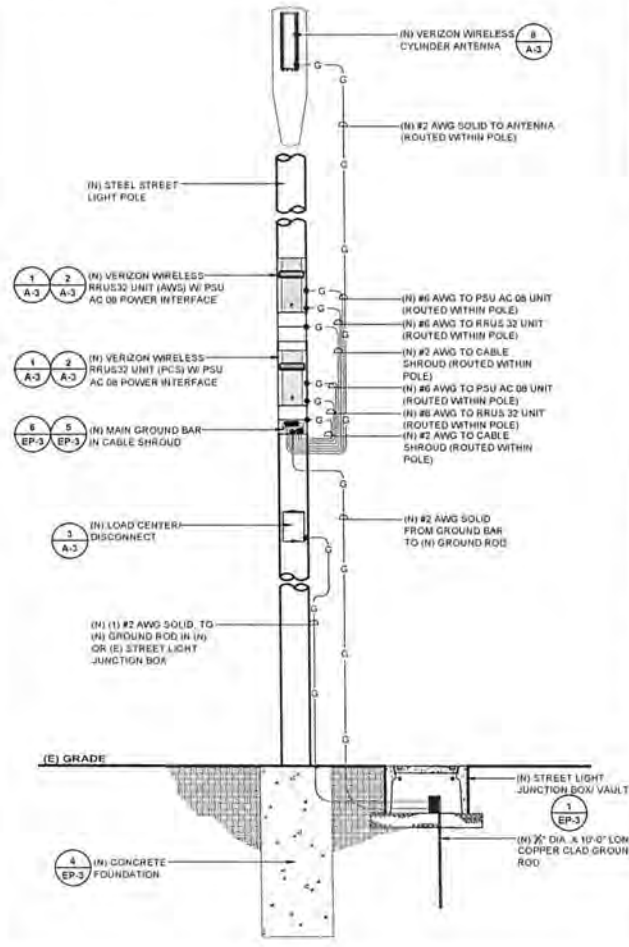 (N) VERIZON WIRELESS
CYLINDER ANTENNA
8
A-3
G
G
(N) #2 AWG SOLID TO ANTENNA
(ROUTED WITHIN POLE)
G
(N) STEEL STREET
LIGHT POLE
G
1
A-3
2
A-3
(N) VERIZON WIRELESS
RRUS32 UNIT (AWS) W/ PSU
AC 08 POWER INTERFACE
G
G
G
G
(N) #6 AWG TO PSU AC 08 UNIT
(ROUTED WITHIN POLE)
(N) #6 AWG TO RRUS 32 UNIT
(ROUTED WITHIN POLE)
(N) #2 AWG TO CABLE
SHROUD (ROUTED WITHIN
POLE)
1
A-3
2
A-3
(N) VERIZON WIRELESS
RRUS32 UNIT (PCS) W/ PSU
AC 08 POWER INTERFACE
G
G
G
(N) #6 AWG TO PSU AC 08 UNIT
(ROUTED WITHIN POLE)
(N) #6 AWG TO RRUS 32 UNIT
(ROUTED WITHIN POLE)
(N) #2 AWG TO CABLE
SHROUD (ROUTED WITHIN
POLE)
6
EP-3
5
EP-3
(N) MAIN GROUND BAR
IN CABLE SHROUD
G
3
A-3
(N) LOAD CENTER/
DISCONNECT
(N) #2 AWG SOLID
FROM GROUND BAR
TO (N) GROUND ROD
G
G
G
(N) (1) #2 AWG SOLID, TO
(N) GROUND ROD IN (N)
OR (E) STREET LIGHT
JUNCTION BOX
G
G
(E) GRADE
(N) STREET LIGHT
JUNCTION BOX/ VAULT
1
EP-3
DIA. X 10'-0" LON
COPPER CLAD GROUN
ROD
4
EP-3
(N) CONCRETE
FOUNDATION